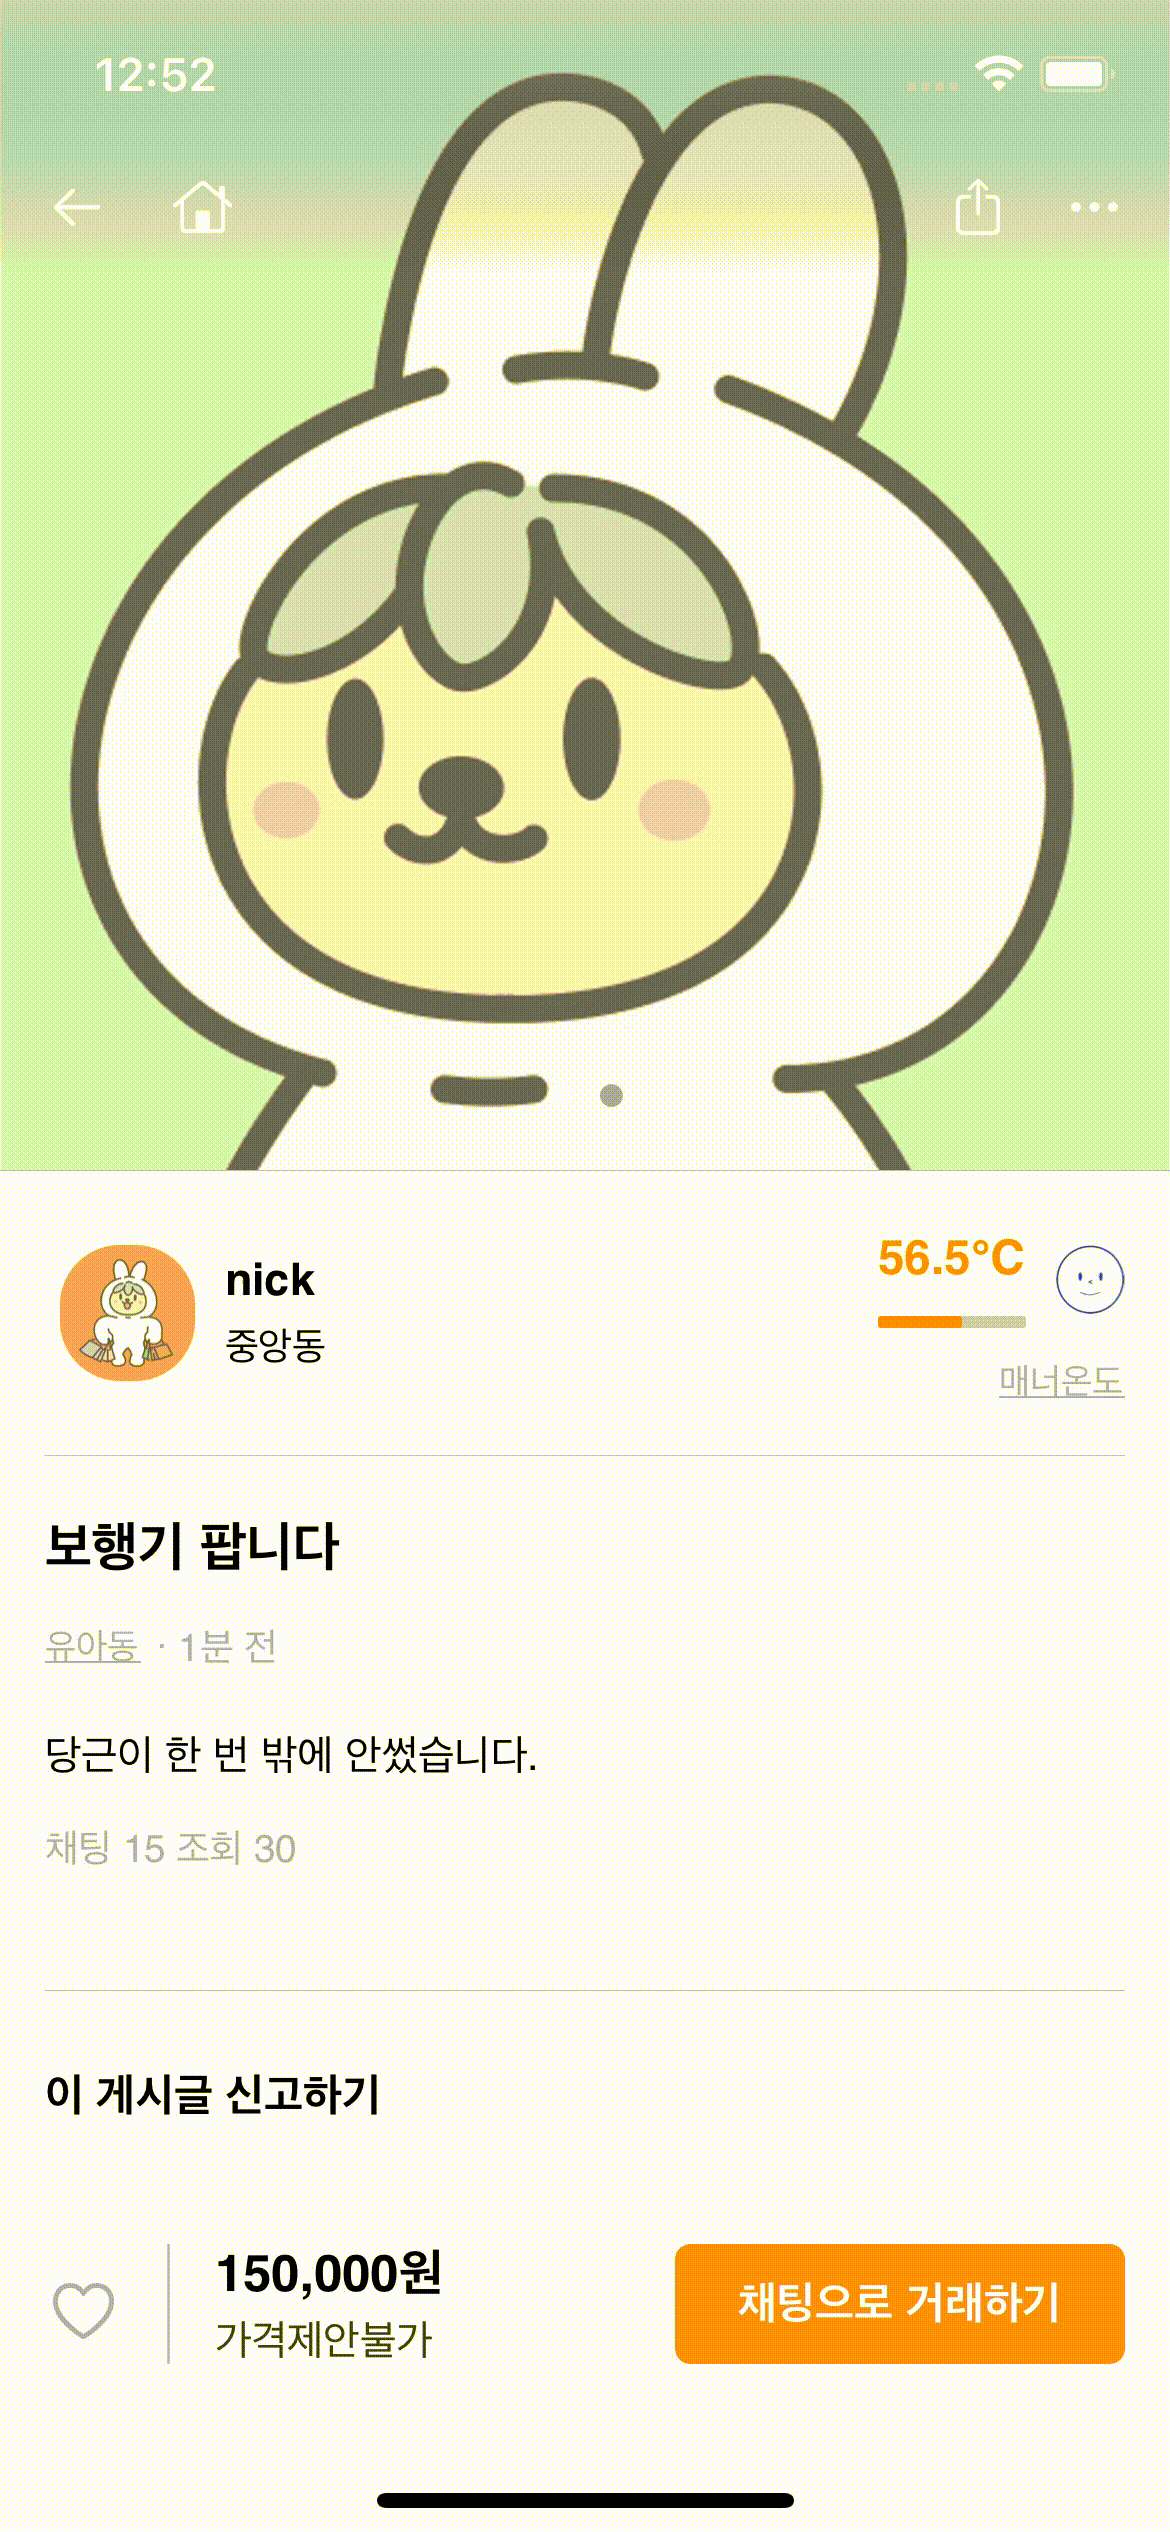 12:52
nick
중앙동
56.5°C
매너온도
보행기 팝니다
유아동 · 1분 전
당근이 한 번 밖에 안썼습니다.
채팅 15 조회 30
이 게시글 신고하기
150,000원
가격제안불가
채팅으로 거래하기